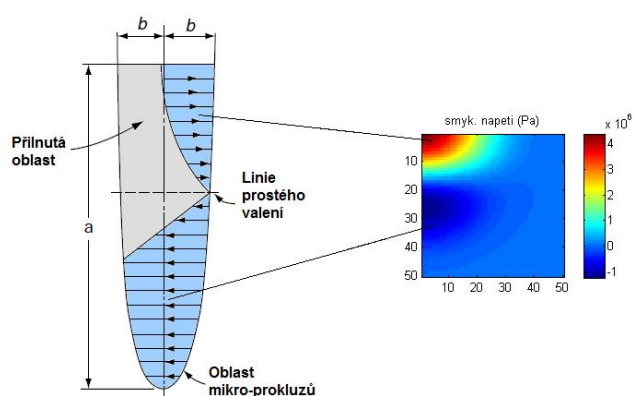 b
b
Přilnutá
oblast
a
Linie
prostého
valení
Oblast
mikro-prokluzů
smyk. napeti (Pa)
x 10^6
10
20
30
40
50
10
20
30
40
50
4
3
2
1
0
-1